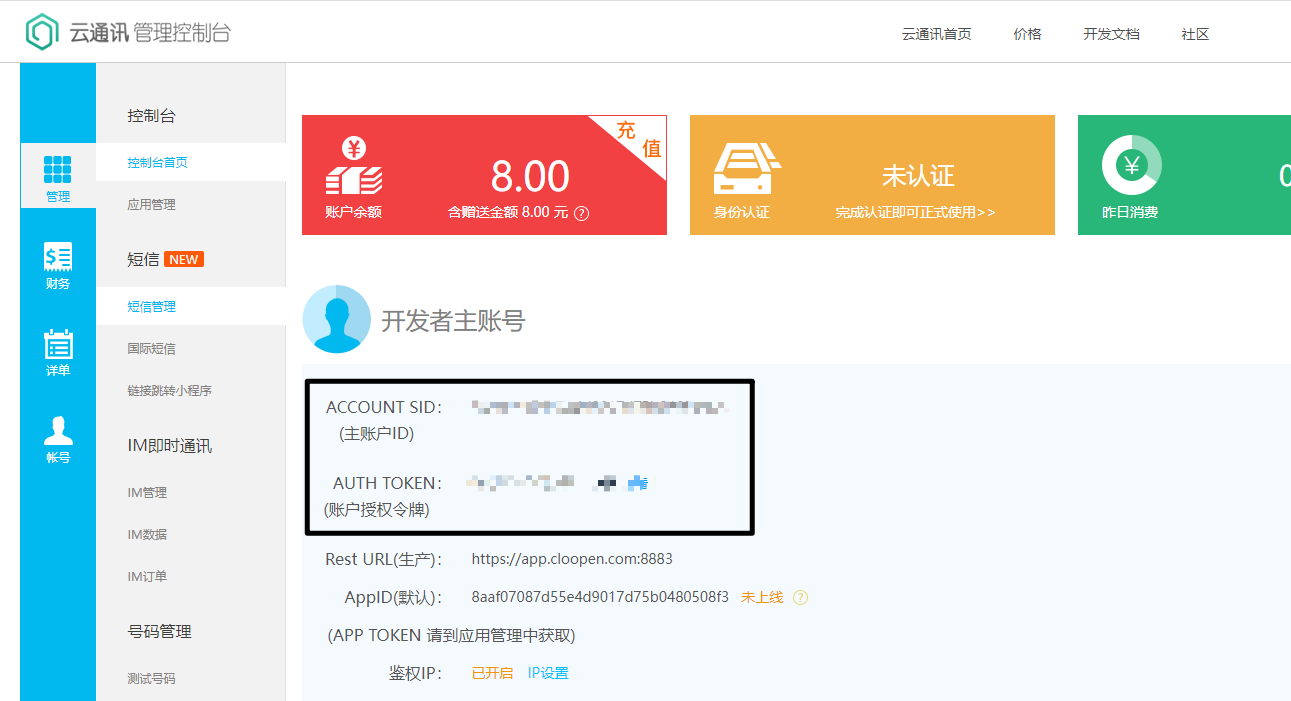 云通讯 管理控制台
云通讯首页
价格
开发文档
社区
管理
财务
详单
帐号
控制台
控制台首页
应用管理
短信 NEW
短信管理
国际短信
链接跳转小程序
IM即时通讯
IM管理
IM数据
IM订单
号码管理
测试号码
充值
8.00
账户余额
含赠送金额 8.00 元 ?
未认证
身份认证
完成认证即可正式使用>>
0
昨日消费
开发者主账号
ACCOUNT SID:
(主账户ID)
AUTH TOKEN:
(账户授权令牌)
Rest URL(生产): https://app.cloopen.com:8883
AppID(默认): 8aaf07087d55e4d9017d75b0480508f3 未上线 ?
(APP TOKEN 请到应用管理中获取)
鉴权IP: 已开启 IP设置